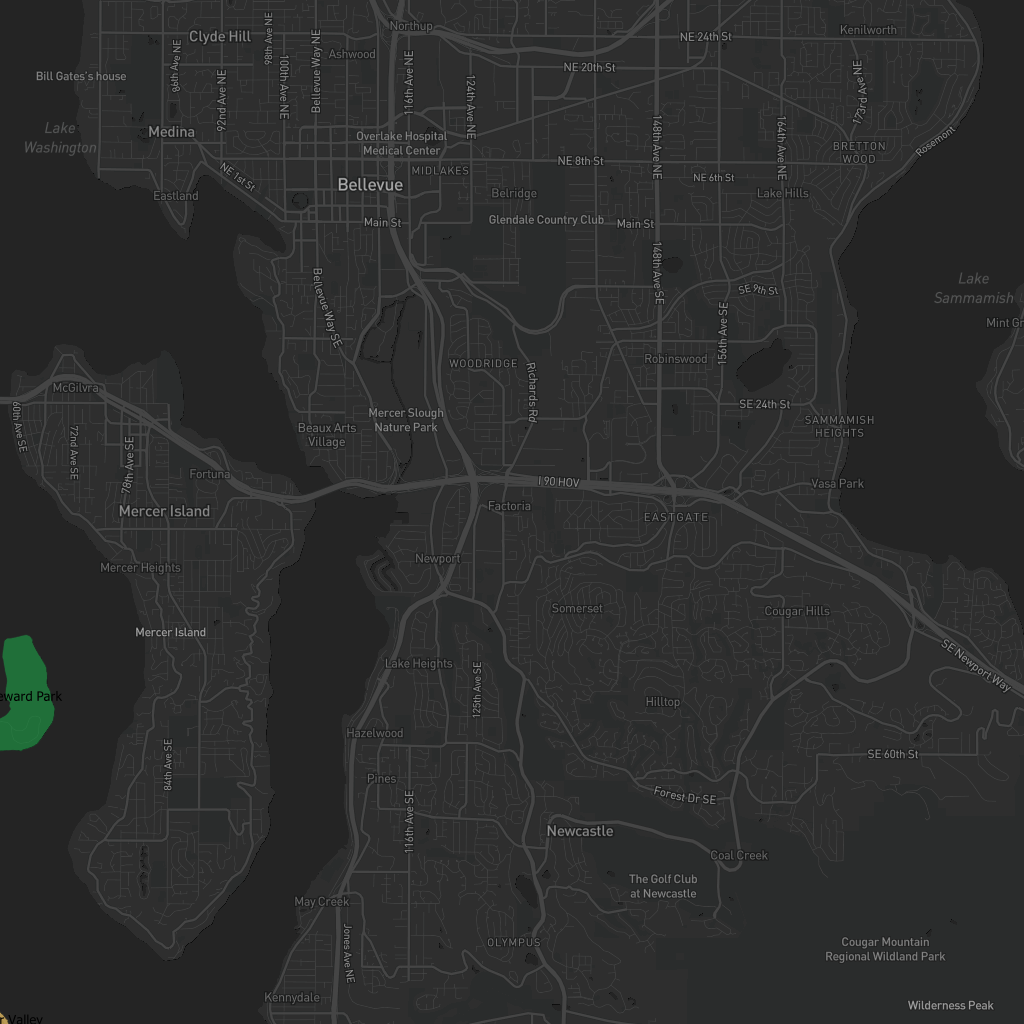 Northup
Clyde Hill
98th Ave NE
NE 24th St
Kenilworth
Ashwood
86th Ave NE
Bellevue Way NE
Bill Gates's house
NE 20th St
116th Ave NE
100th Ave NE
92nd Ave NE
124th Ave NE
173rd Ave NE
Lake
Washington
Medina
Overlake Hospital
Medical Center
148th Ave NE
164th Ave NE
Rosemont
BRETTON
WOOD
NE 8th St
MIDLAKES
NE 1st St
NE 6th St
Bellevue
Eastland
Belridge
Lake Hills
Main St
Glendale Country Club
Main St
148th Ave SE
Lake
Sammamish
SE 9th St
Bellevue Way SE
Mint Gr
156th Ave SE
WOODRIDGE
Robinswood
McGilvra
Richards Rd
60th Ave SE
SE 24th St
Mercer Slough
Nature Park
Beaux Arts
Village
SAMMAMISH
HEIGHTS
72nd Ave SE
78th Ave SE
Fortuna
I 90 HOV
Vasa Park
Mercer Island
Factoria
EASTGATE
Newport
Mercer Heights
Somerset
Cougar Hills
Mercer Island
SE Newport Way
Lake Heights
125th Ave SE
eward Park
Hilltop
Hazelwood
84th Ave SE
SE 60th St
Pines
Forest Dr SE
116th Ave SE
Newcastle
Coal Creek
The Golf Club
at Newcastle
May Creek
Jones Ave NE
OLYMPUS
Cougar Mountain
Regional Wildland Park
Kennydale
Wilderness Peak
r Valley